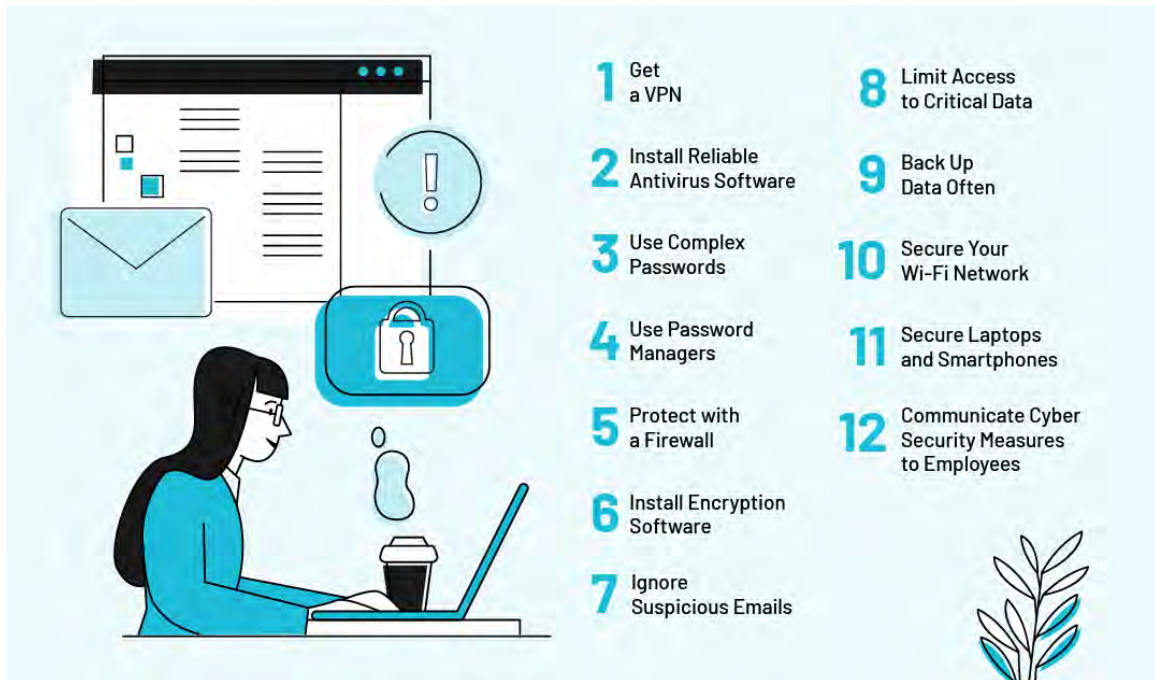 1 Get
a VPN
2 Install Reliable
Antivirus Software
3 Use Complex
Passwords
4 Use Password
Managers
5 Protect with
a Firewall
6 Install Encryption
Software
7 Ignore
Suspicious Emails
8 Limit Access
to Critical Data
9 Back Up
Data Often
10 Secure Your
Wi-Fi Network
11 Secure Laptops
and Smartphones
12 Communicate Cyber
Security Measures
to Employees